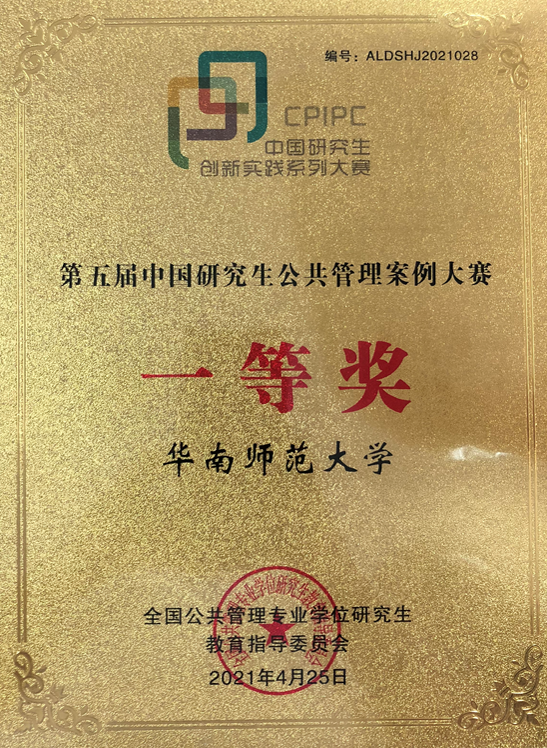 编号：ALDSHJ2021028
CPIPC
中国研究生
创新实践系列大赛
第五届中国研究生公共管理案例大赛
一等奖
华南师范大学
全国公共管理专业学位研究生
教育指导委员会
2021年4月25日